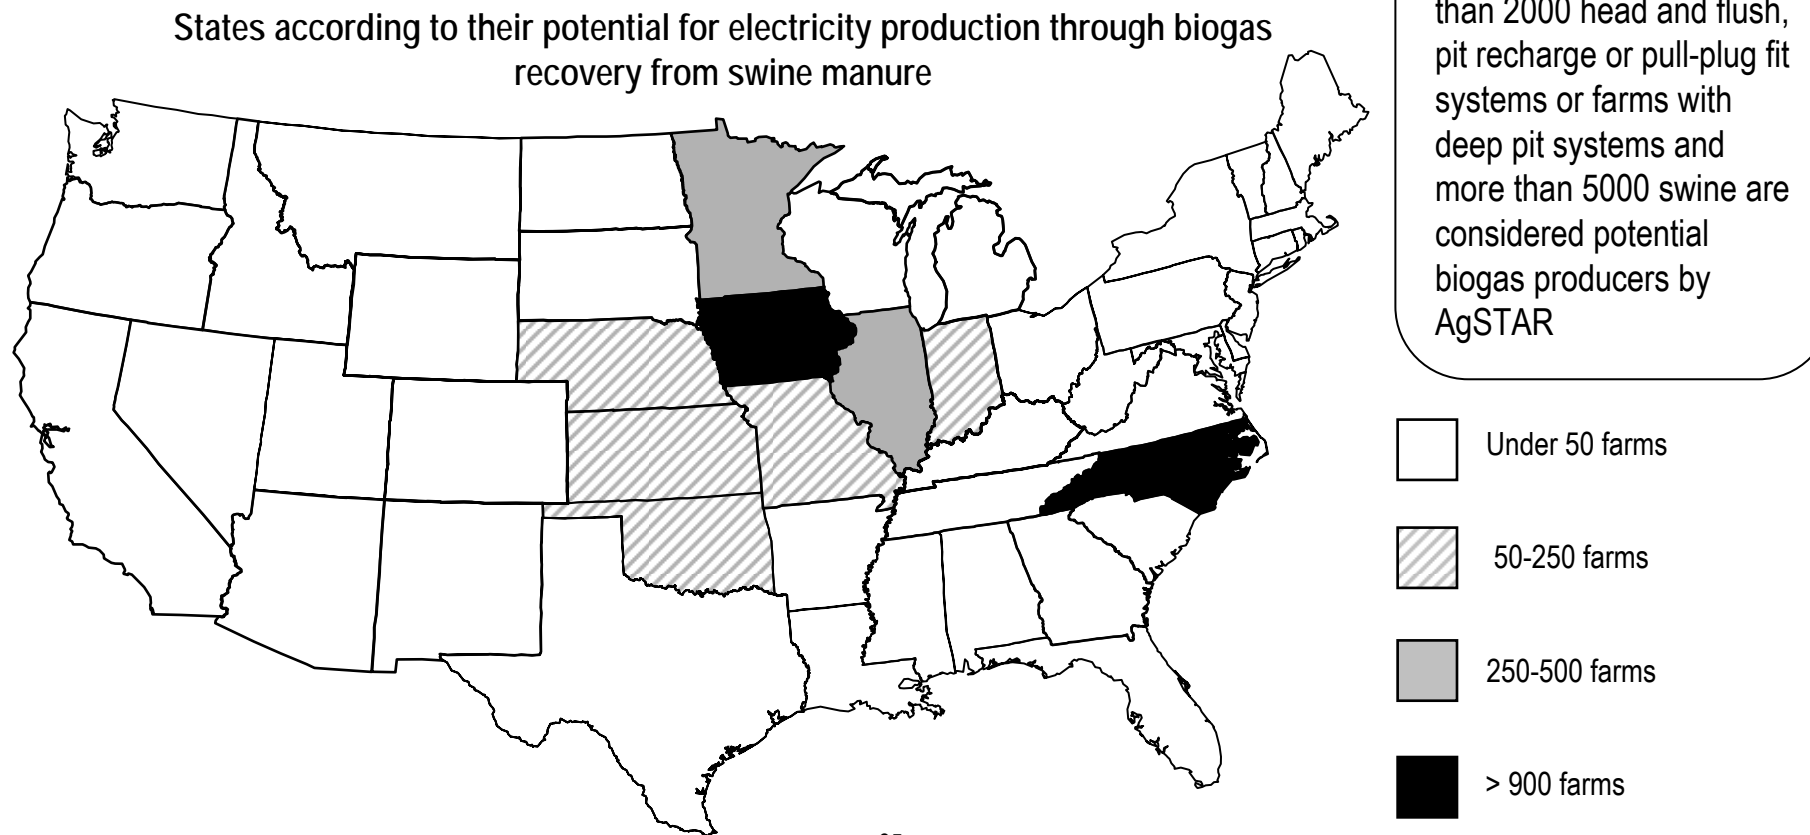 States according to their potential for electricity production through biogas
recovery from swine manure
than 2000 head and flush,
pit recharge or pull-plug fit
systems or farms with
deep pit systems and
more than 5000 swine are
considered potential
biogas producers by
AgSTAR
Under 50 farms
50-250 farms
250-500 farms
> 900 farms